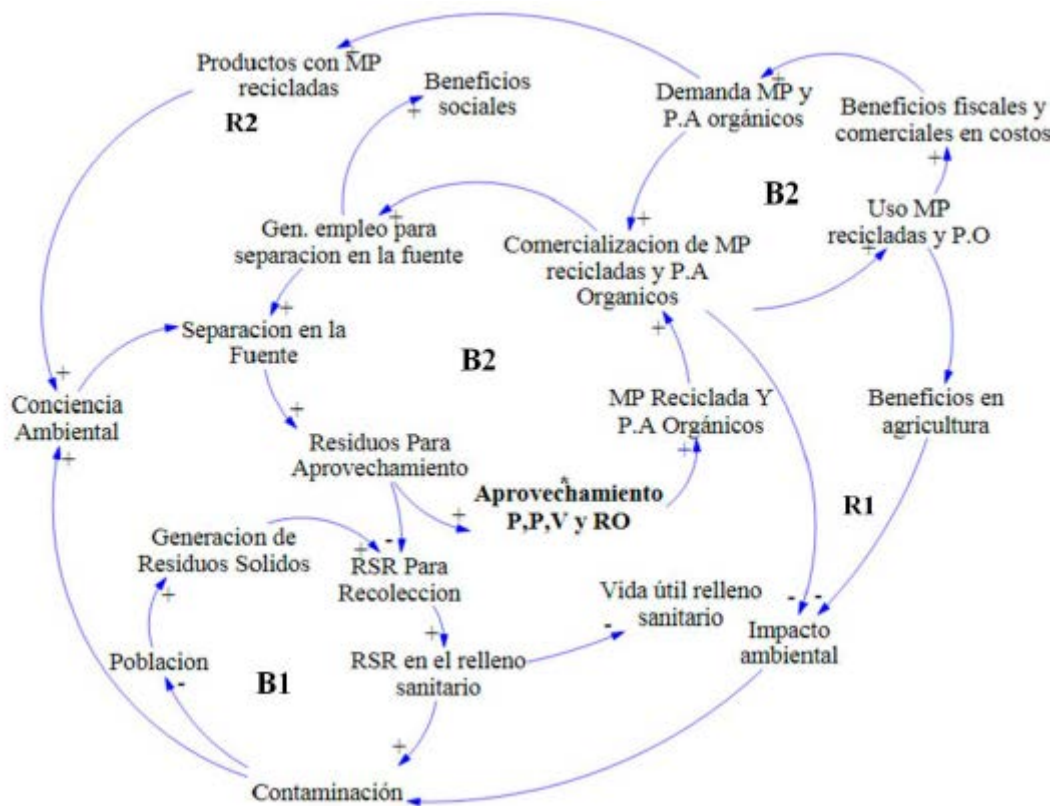 Productos con MP
recicladas
+
R2
Beneficios
sociales
+
Demanda MP y
P.A orgánicos
+
Beneficios fiscales y
comerciales en costos
+
B2
Uso MP
recicladas y P.O
+
Gen. empleo para
separacion en la fuente
+
Comercializacion de MP
recicladas y P.A
Organicos
+
+
Separacion en la
Fuente
+
B2
Conciencia
Ambiental
+
+
MP Reciclada Y
P.A Orgánicos
+
Beneficios en
agricultura
Residuos Para
Aprovechamiento
+
*
Aprovechamiento
P,P,V y RO
+
R1
Generacion de
Residuos Solidos
+
RSR Para
Recoleccion
+
-
Vida útil relleno
sanitario
-
Impacto
ambiental
-
-
Poblacion
-
B1
RSR en el relleno
sanitario
+
Contaminación
+